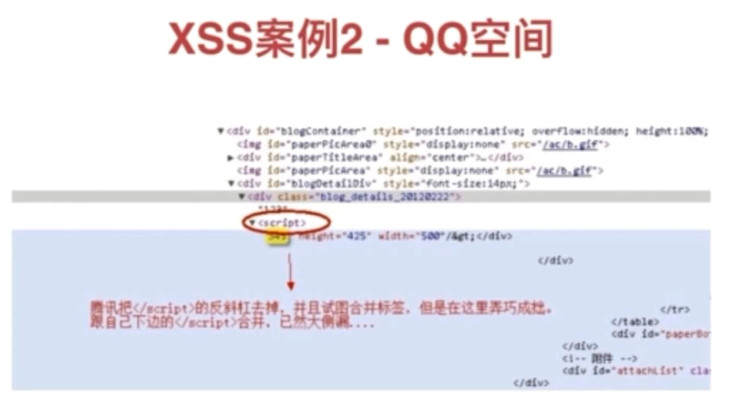 XSS案例2 - QQ空间
▼<div id="blogContainer" style="position:relative; overflow:hidden; height:100%;
<img id="paperPicArea0" style="display:none" src="/ac/b.gif">
▶<div id="paperTitleArea" align="center">…</div>
<img id="paperPicArea" style="display:none" src="/ac/b.gif">
▼<div id="blogDetailDiv" style="font-size:14px;">
▼<div class="blog_details_20120222">
"123"
▼<script>
345" height="425" width="500"/&gt;</div>
</div>
腾讯把</script>的反斜杠去掉，并且试图合并标签，但是在这里弄巧成拙。
</tr>
跟自己下边的</script>合并，已然大侧漏....
</table>
<div id="paperBo
</div>
<!-- 附件 -->
<div id="attachList" clas
</div>